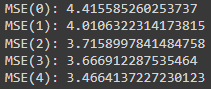 MSE(0): 4.415585260253737
MSE(1): 4.0106322314173815
MSE(2): 3.7158997841484758
MSE(3): 3.666912287535464
MSE(4): 3.4664137227230123